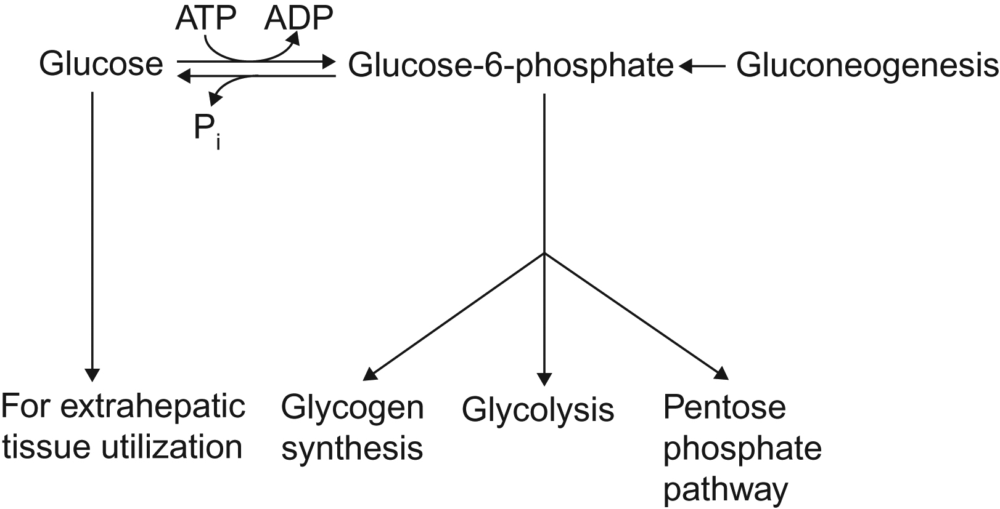 ATP ADP
Glucose Glucose-6-phosphate Gluconeogenesis
Pi
For extrahepatic
tissue utilization
Glycogen
synthesis
Glycolysis
Pentose
phosphate
pathway